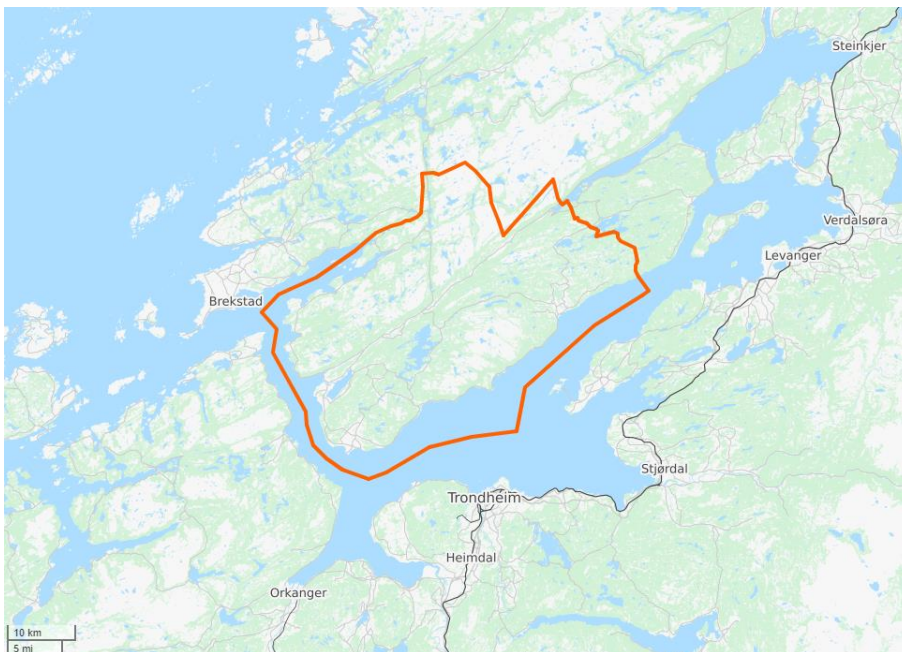 Steinkjer
Verdalsøra
Levanger
Brekstad
Stjørdal
Trondheim
Heimdal
Orkanger
10 km
5 mi